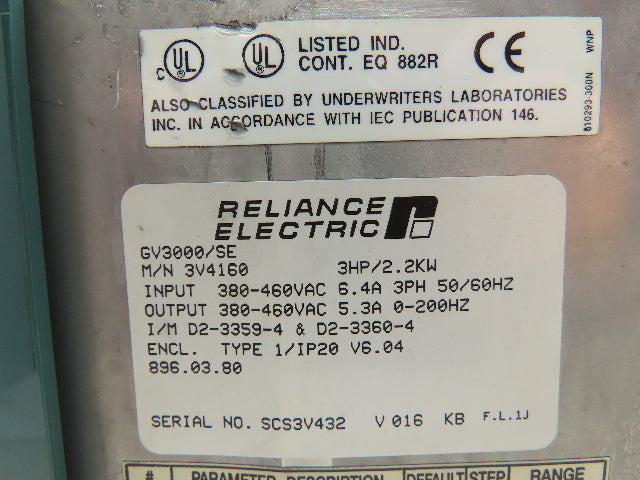 C UL UL LISTED IND.
CONT. EQ 882R CE
ALSO CLASSIFIED BY UNDERWRITERS LABORATORIES
INC. IN ACCORDANCE WITH IEC PUBLICATION 146.
810293-300N WNP
RELIANCE
ELECTRIC
GV3000/SE
M/N 3V4160 3HP/2.2KW
INPUT 380-460VAC 6.4A 3PH 50/60HZ
OUTPUT 380-460VAC 5.3A 0-200HZ
I/M D2-3359-4 & D2-3360-4
ENCL. TYPE 1/IP20 V6.04
896.03.80
SERIAL NO. SCS3V432 V 016 KB F.L.1J
# PARAMETER DESCRIPTION DEFAULT STEP RANGE